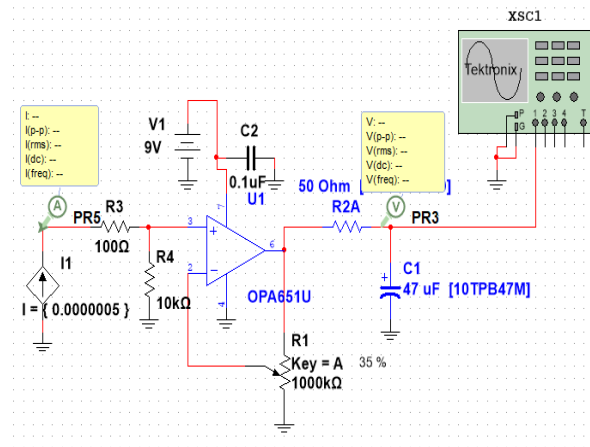 XSC1
Tektronix
P
G
1 2 3 4
T
I: --
I(p-p): --
I(rms): --
I(dc): --
I(freq): --
V: --
V(p-p): --
V(rms): --
V(dc): --
V(freq): --
V1
9V
C2
0.1uF
U1
50 Ohm [
]
A
PR5
R3
100Ω
R4
10kΩ
I1
I = { 0.0000005 }
3
2
7
6
4
+
−
OPA651U
R2A
V
PR3
+
C1
47 uF [10TPB47M]
R1
Key = A
35 %
1000kΩ